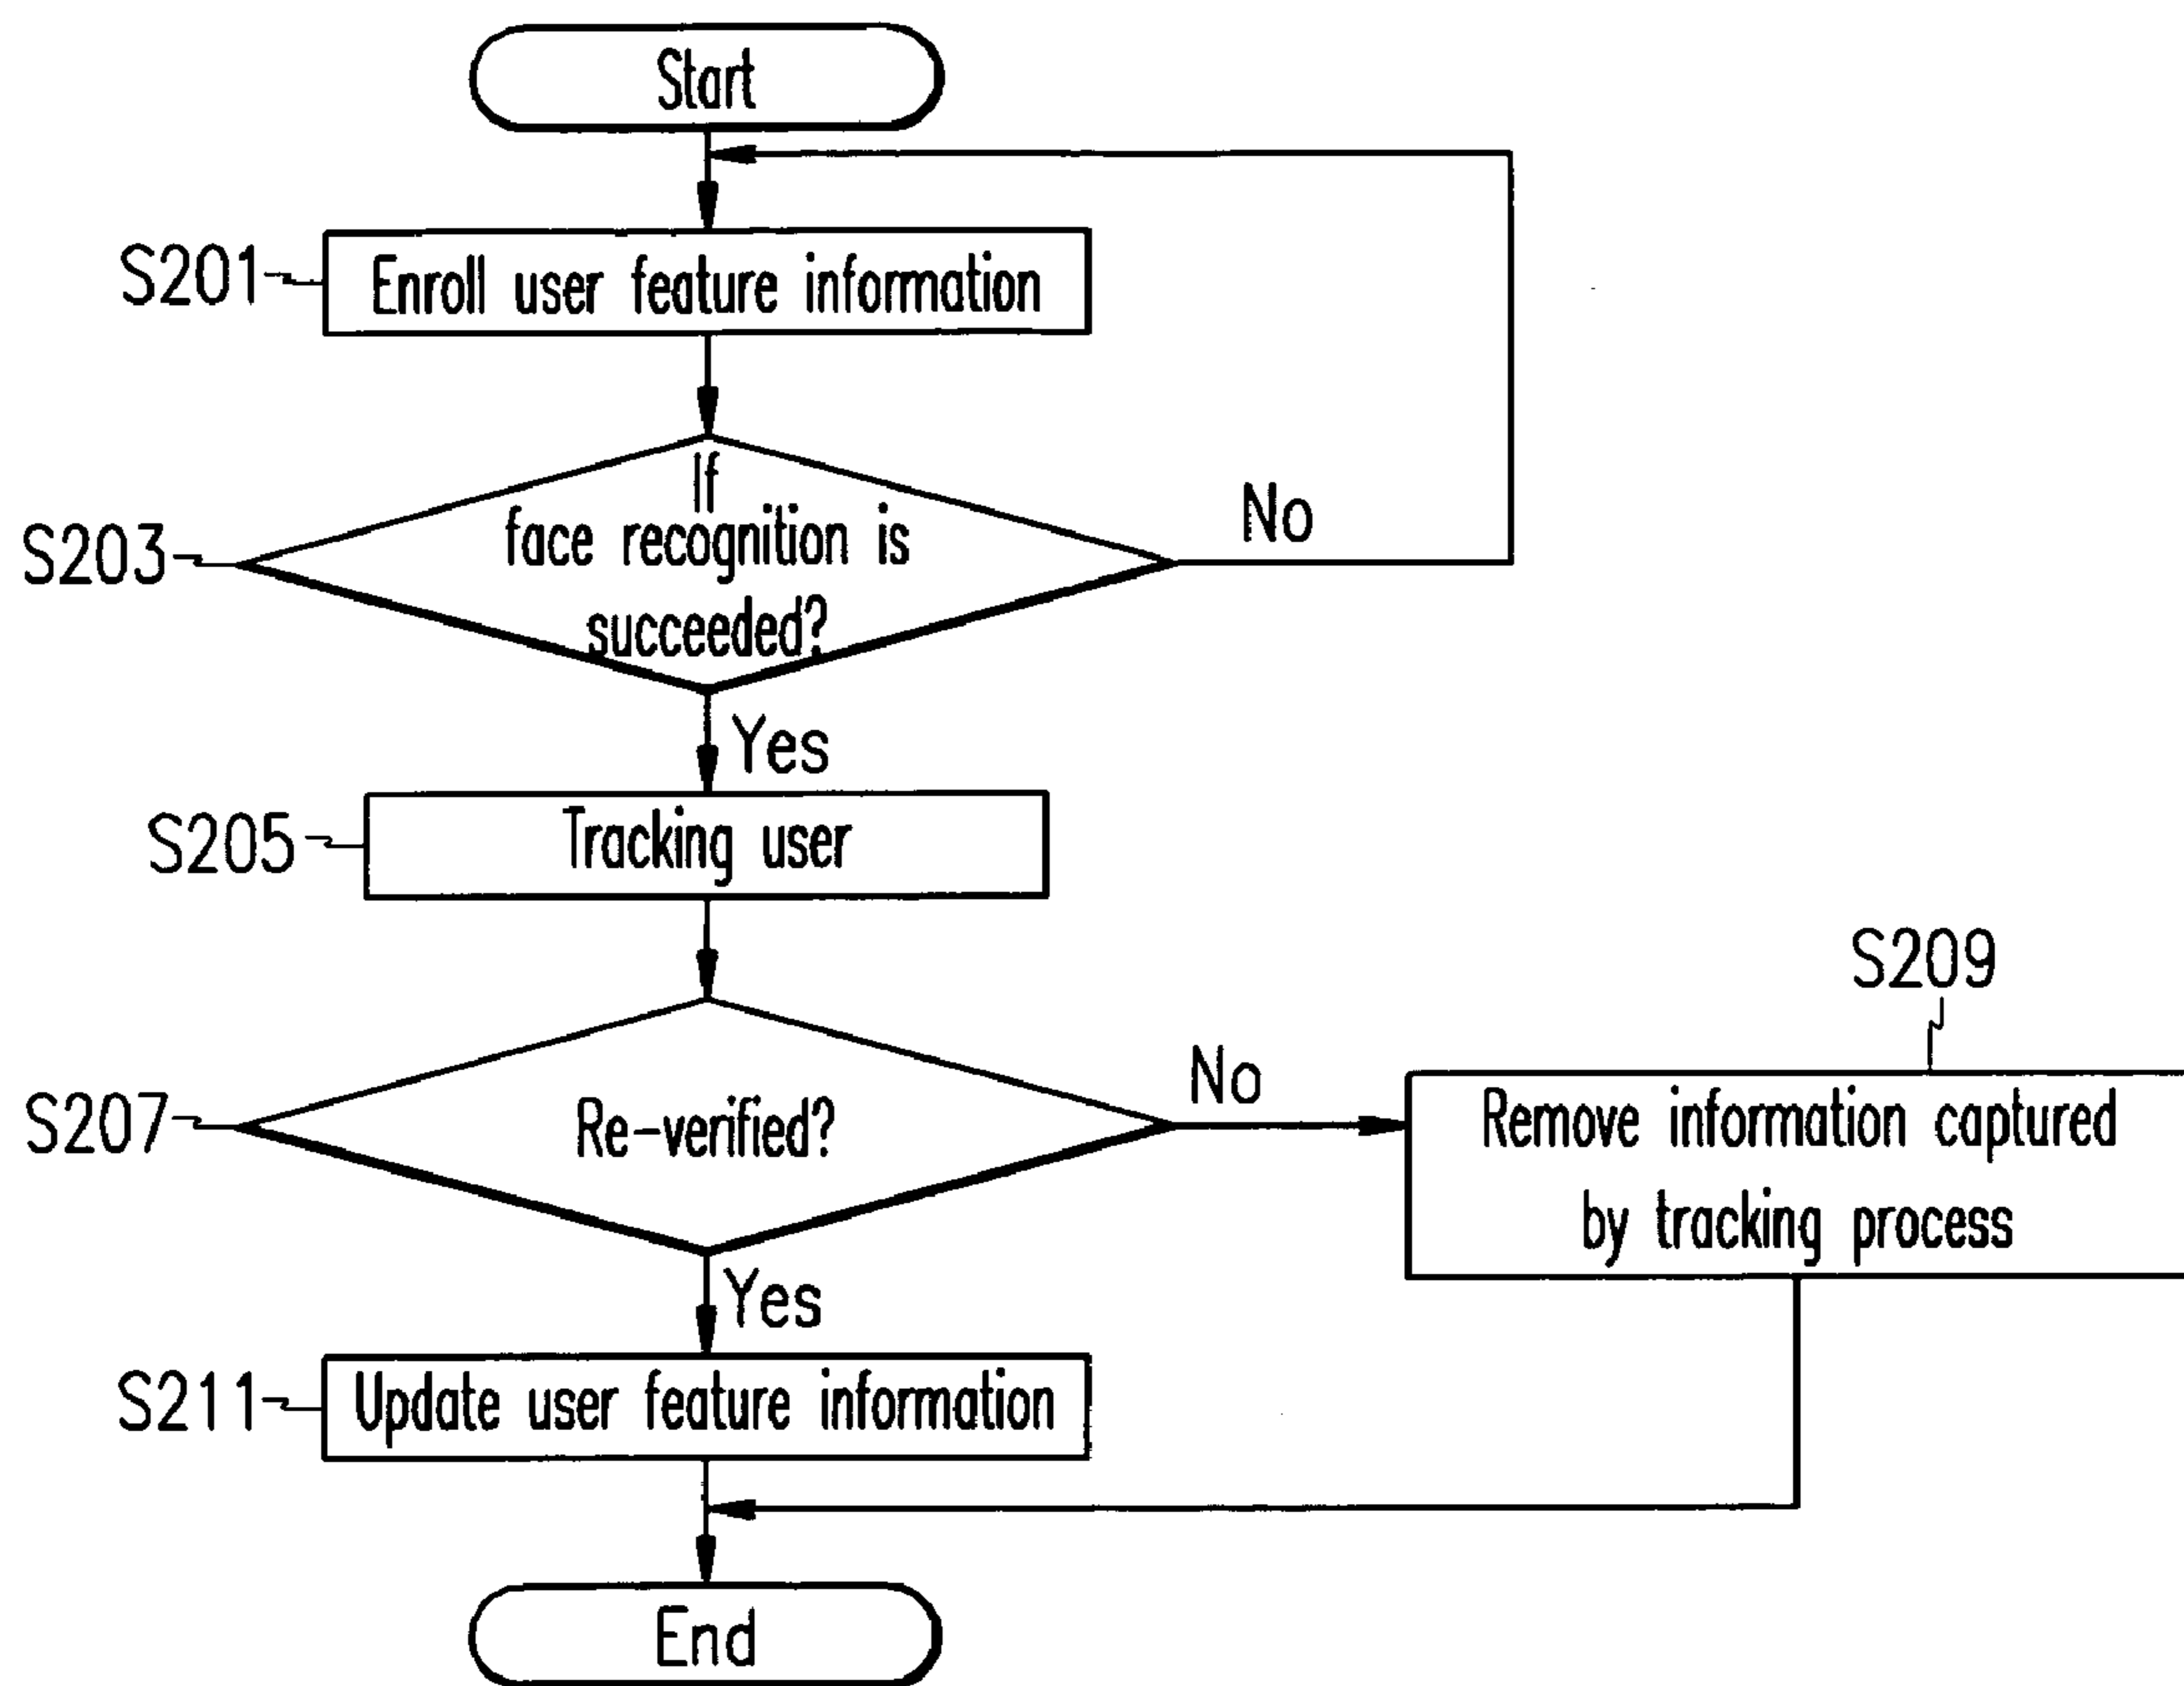 Start
S201
Enroll user feature information
If
face recognition is
succeeded?
S203
No
Yes
S205
Tracking user
S209
S207
Re-verified?
No
Remove information captured
by tracking process
Yes
S211
Update user feature information
End